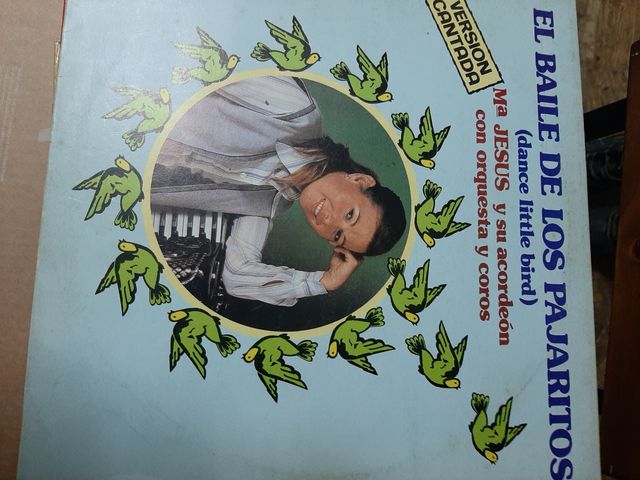 EL BAILE DE LOS PAJARITOS
(dance little bird)
Mª JESUS y su acordeón
con orquesta y coros
VERSION
CANTADA